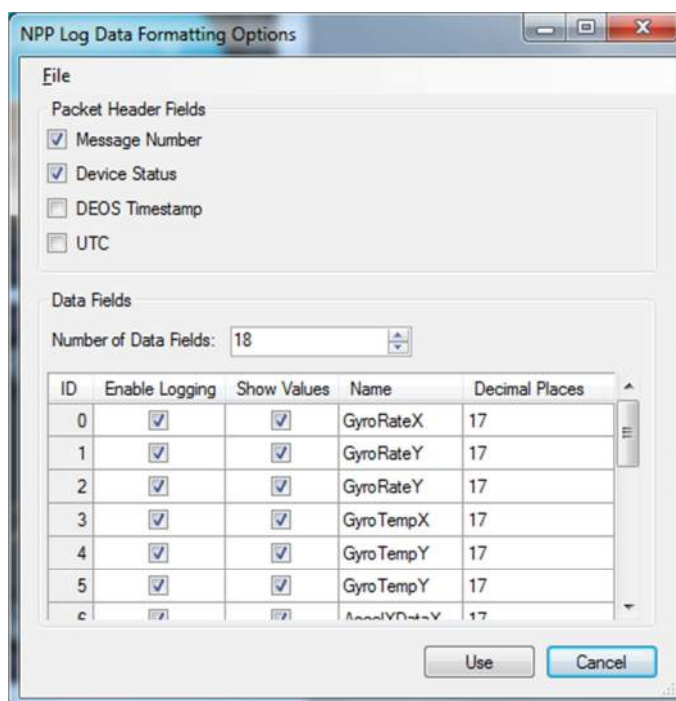 NPP Log Data Formatting Options
File
Packet Header Fields
Message Number
Device Status
DEOS Timestamp
UTC
Data Fields
Number of Data Fields: 18
ID Enable Logging Show Values Name Decimal Places
0 GyroRateX 17
1 GyroRateY 17
2 GyroRateY 17
3 GyroTempX 17
4 GyroTempY 17
5 GyroTempY 17
6 17
Use Cancel